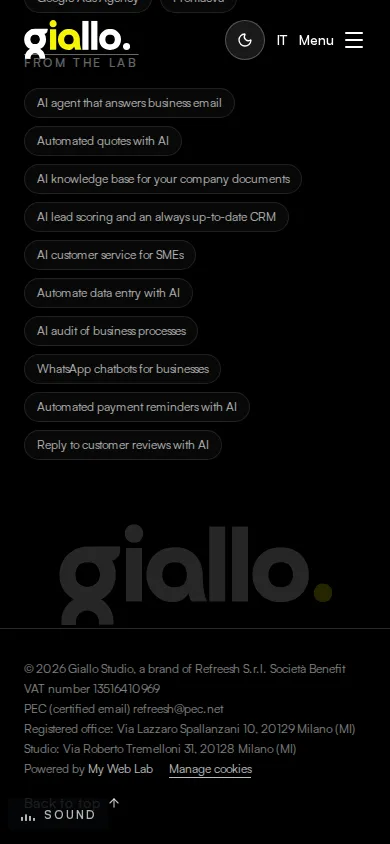 Google Ads Agency
giallo.
IT Menu
FROM THE LAB
AI agent that answers business email
Automated quotes with AI
AI knowledge base for your company documents
AI lead scoring and an always up-to-date CRM
AI customer service for SMEs
Automate data entry with AI
AI audit of business processes
WhatsApp chatbots for businesses
Automated payment reminders with AI
Reply to customer reviews with AI
giallo.
© 2026 Giallo Studio, a brand of Refreesh S.r.l. Società Benefit
VAT number 13516410969
PEC (certified email) refreesh@pec.net
Registered office: Via Lazzaro Spallanzani 10, 20129 Milano (MI)
Studio: Via Roberto Tremelloni 31, 20128 Milano (MI)
Powered by My Web Lab Manage cookies
Back to top ↑
SOUND